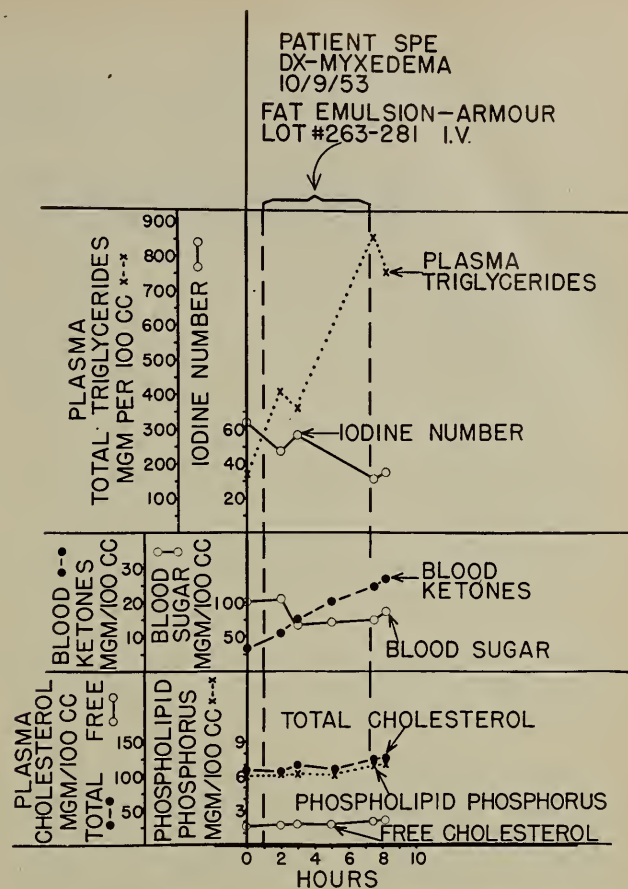 PATIENT SPE
DX-MYXEDEMA
10/9/53
FAT EMULSION-ARMOUR
LOT #263-281 I.V.
PLASMA
TOTAL TRIGLYCERIDES
MGM PER 100 CC x--x
900
800
700
600
500
400
300
200
100
IODINE NUMBER
60
40
20
PLASMA
TRIGLYCERIDES
IODINE NUMBER
BLOOD
KETONES
MGM/100 CC
30
20
10
BLOOD
SUGAR
MGM/100 CC
100
50
BLOOD
KETONES
BLOOD SUGAR
PLASMA
CHOLESTEROL
MGM/100 CC
TOTAL FREE
150
100
50
PHOSPHOLIPID
PHOSPHORUS
MGM/100 CC x--x
9
6
3
TOTAL CHOLESTEROL
PHOSPHOLIPID PHOSPHORUS
FREE CHOLESTEROL
0 2 4 6 8 10
HOURS